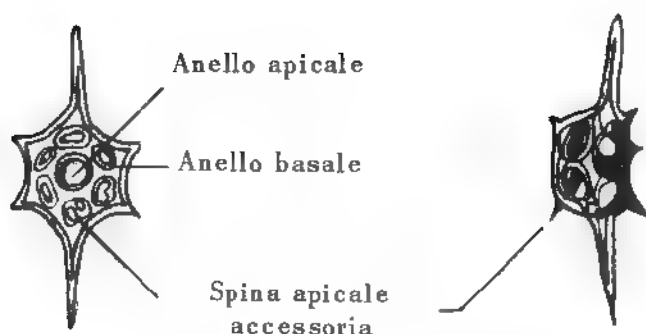 Anello apicale
Anello basale
Spina apicale
accessoria